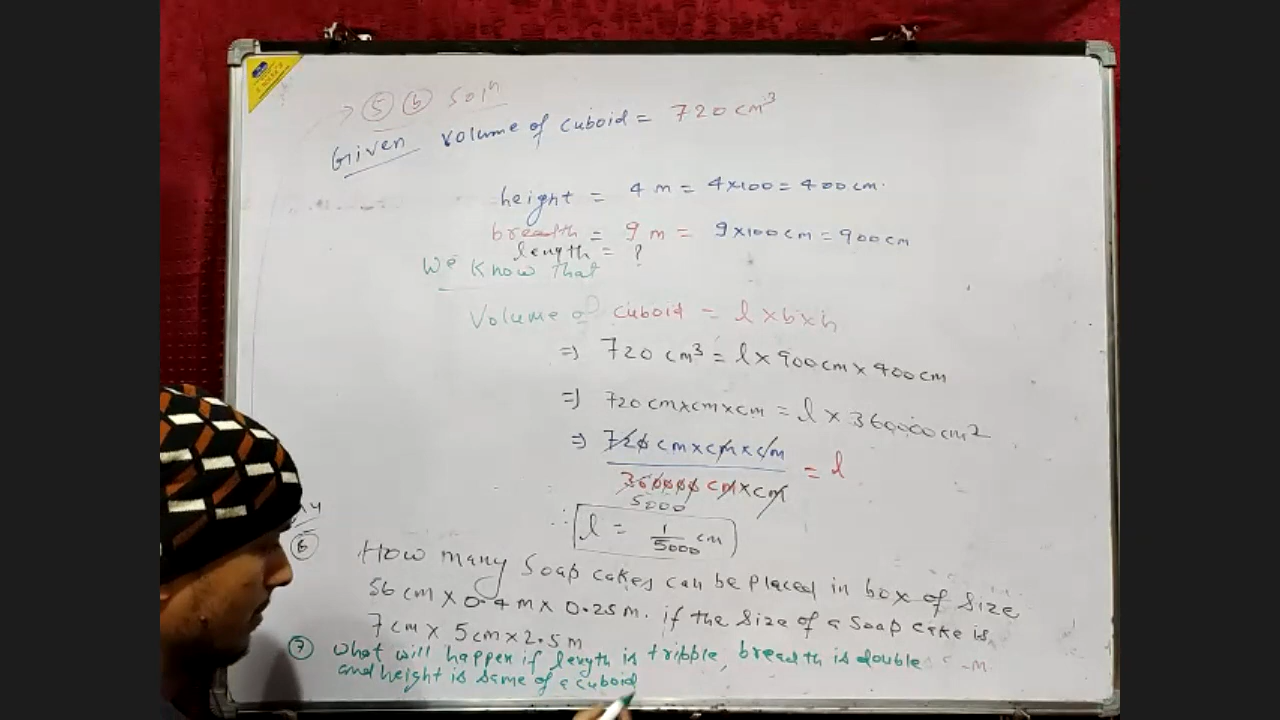 → ⑤ ⓑ Soln
Given volume of cuboid = 720 cm³
height = 4 m = 4×100 = 400 cm.
breadth = 9 m = 9×100 cm = 900 cm
length = ?
We know that
Volume of cuboid = l × b × h
=> 720 cm³ = l × 900 cm × 400 cm
=> 720 cm×cm×cm = l × 360000 cm²
=> 720 cm×cm×cm / 360000 cm×cm = l
5000
∴ l = 1/5000 cm
⑥ How many Soap cakes can be placed in box of size
56 cm × 0.4 m × 0.25 m. if the size of a soap cake is
7 cm × 5 cm × 2.5 m
⑦ What will happen if length is tripple, breadth is double
and height is same of a cuboid